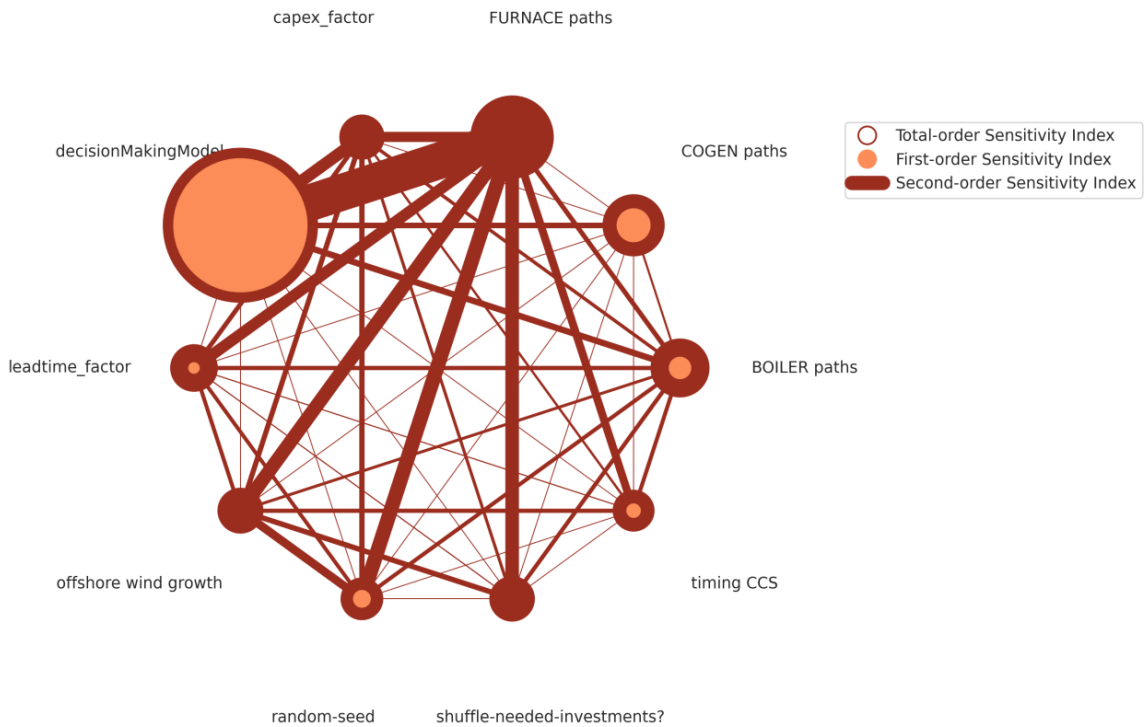 capex_factor
FURNACE paths
decisionMakingModel
COGEN paths
Total-order Sensitivity Index
First-order Sensitivity Index
Second-order Sensitivity Index
leadtime_factor
BOILER paths
offshore wind growth
timing CCS
random-seed
shuffle-needed-investments?